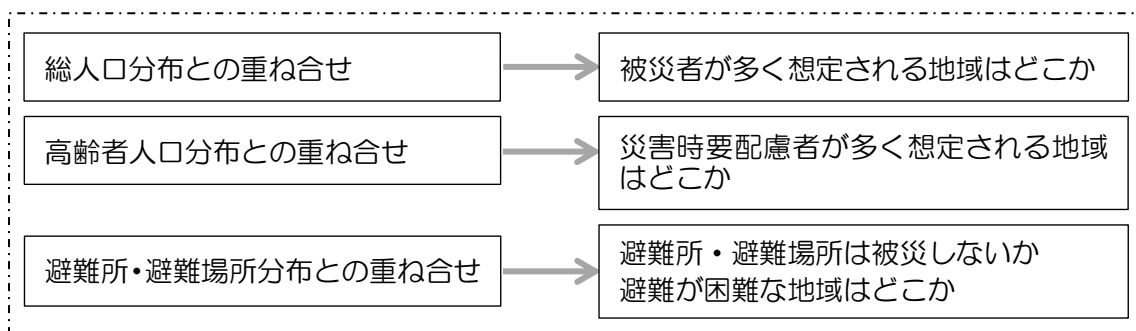 総人口分布との重ね合せ
被災者が多く想定される地域はどこか
高齢者人口分布との重ね合せ
災害時要配慮者が多く想定される地域
はどこか
避難所・避難場所分布との重ね合せ
避難所・避難場所は被災しないか
避難が困難な地域はどこか